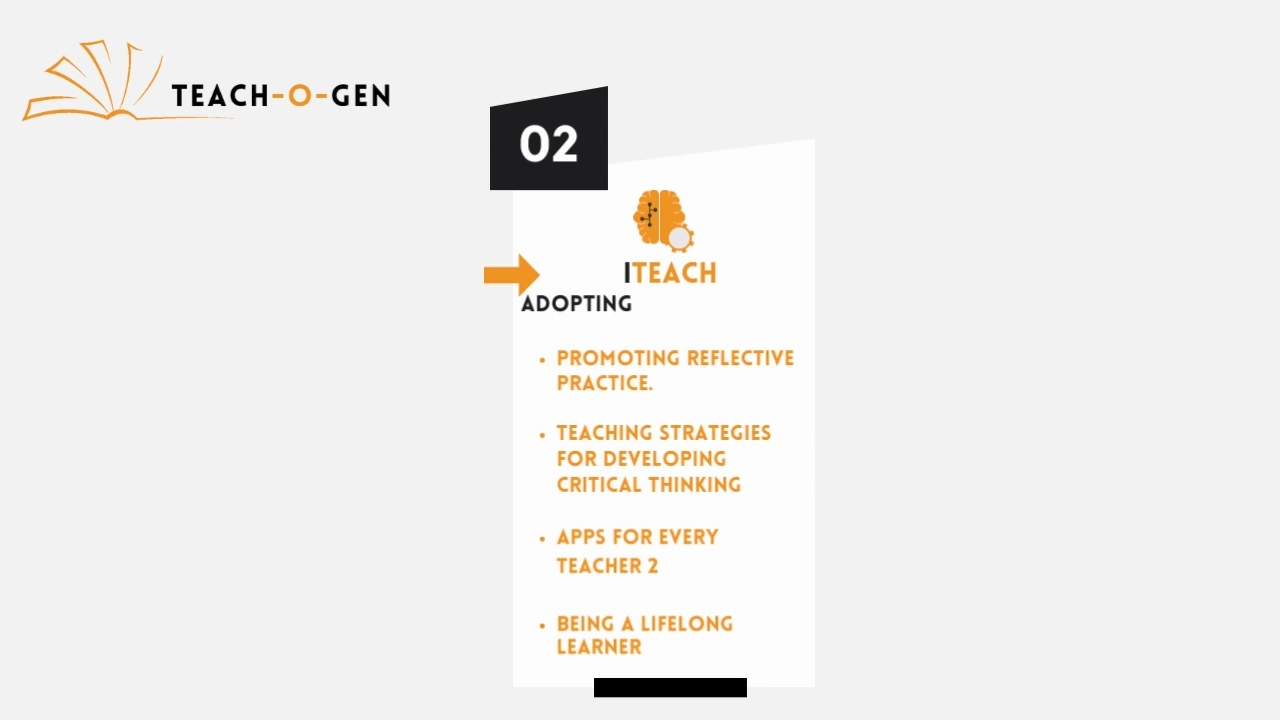 TEACH-O-GEN
02
ITEACH
ADOPTING
• PROMOTING REFLECTIVE
PRACTICE.
• TEACHING STRATEGIES
FOR DEVELOPING
CRITICAL THINKING
• APPS FOR EVERY
TEACHER 2
• BEING A LIFELONG
LEARNER